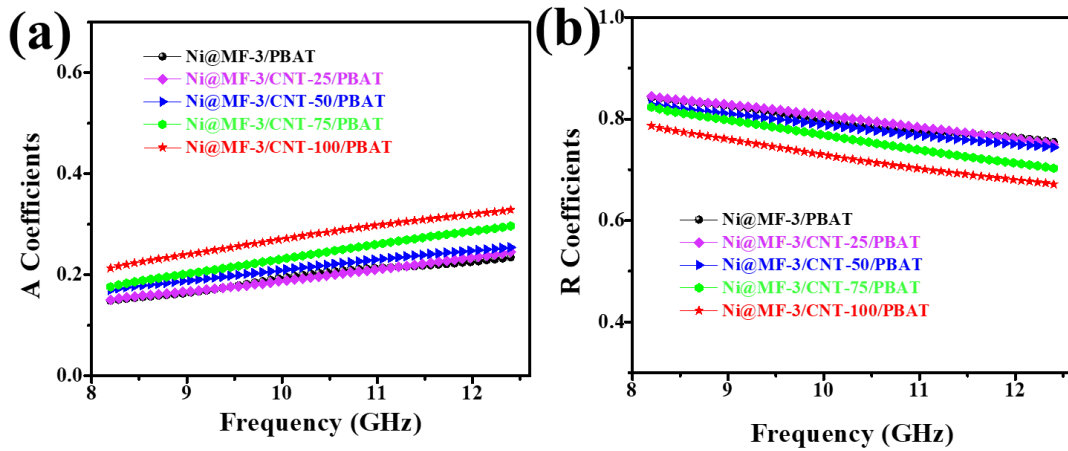 (a)
A Coefficients
0.6
0.4
0.2
0.0
Ni@MF-3/PBAT
Ni@MF-3/CNT-25/PBAT
Ni@MF-3/CNT-50/PBAT
Ni@MF-3/CNT-75/PBAT
Ni@MF-3/CNT-100/PBAT
8 9 10 11 12
Frequency (GHz)
(b)
R Coefficients
1.0
0.8
0.6
0.4
Ni@MF-3/PBAT
Ni@MF-3/CNT-25/PBAT
Ni@MF-3/CNT-50/PBAT
Ni@MF-3/CNT-75/PBAT
Ni@MF-3/CNT-100/PBAT
8 9 10 11 12
Frequency (GHz)